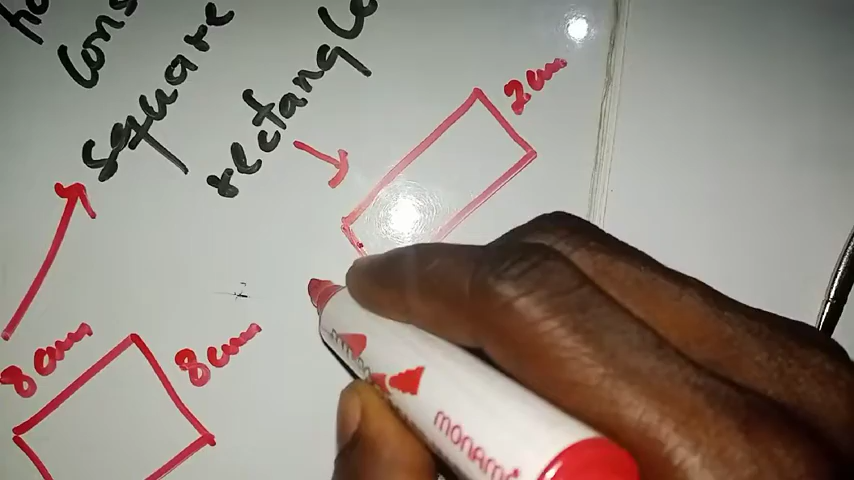 square
rectangle
2cm
8cm
8cm
monami